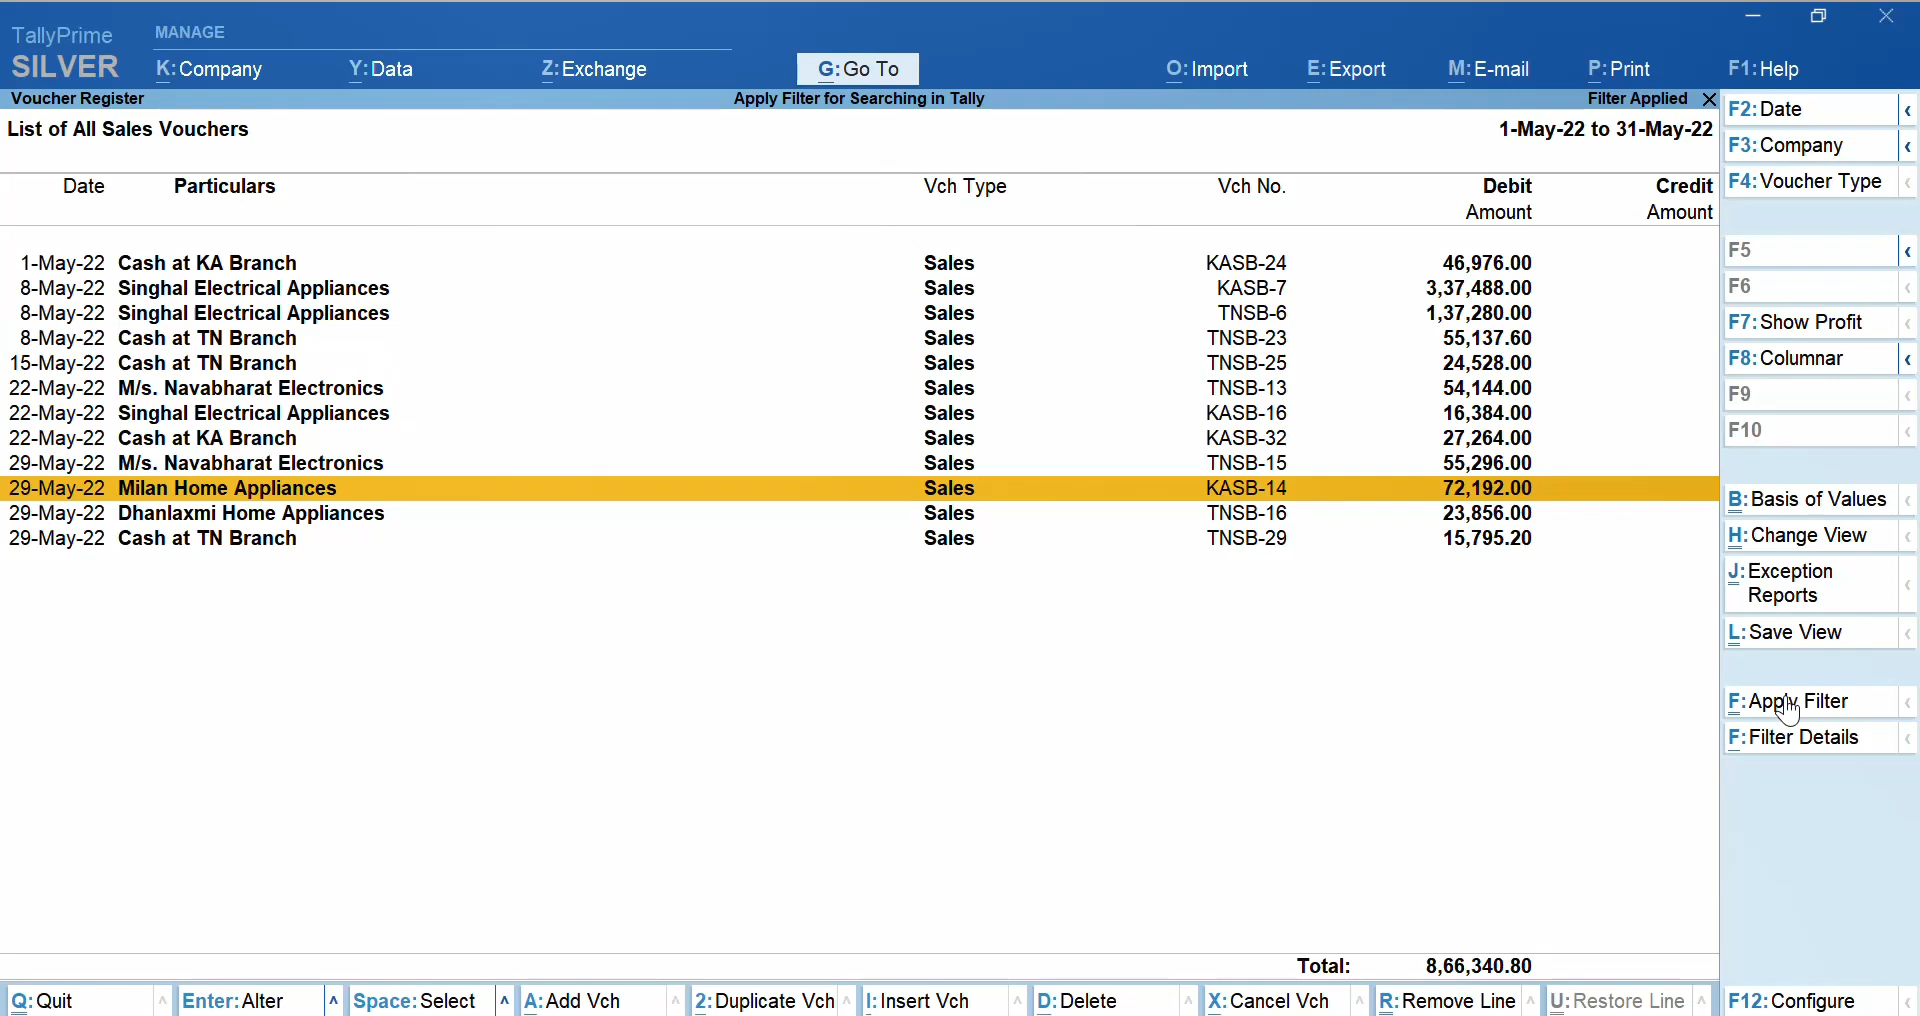 TallyPrime
SILVER
MANAGE
K:Company Y:Data Z:Exchange G:Go To O:Import E:Export M:E-mail P:Print F1:Help
Voucher Register Apply Filter for Searching in Tally Filter Applied
List of All Sales Vouchers 1-May-22 to 31-May-22
Date Particulars Vch Type Vch No. Debit Credit
Amount Amount
1-May-22 Cash at KA Branch Sales KASB-24 46,976.00
8-May-22 Singhal Electrical Appliances Sales KASB-7 3,37,488.00
8-May-22 Singhal Electrical Appliances Sales TNSB-6 1,37,280.00
8-May-22 Cash at TN Branch Sales TNSB-23 55,137.60
15-May-22 Cash at TN Branch Sales TNSB-25 24,528.00
22-May-22 M/s. Navabharat Electronics Sales TNSB-13 54,144.00
22-May-22 Singhal Electrical Appliances Sales KASB-16 16,384.00
22-May-22 Cash at KA Branch Sales KASB-32 27,264.00
29-May-22 M/s. Navabharat Electronics Sales TNSB-15 55,296.00
29-May-22 Milan Home Appliances Sales KASB-14 72,192.00
29-May-22 Dhanlaxmi Home Appliances Sales TNSB-16 23,856.00
29-May-22 Cash at TN Branch Sales TNSB-29 15,795.20
Total: 8,66,340.80
F2:Date
F3:Company
F4:Voucher Type
F5
F6
F7:Show Profit
F8:Columnar
F9
F10
B:Basis of Values
H:Change View
J:Exception
Reports
L:Save View
F:Apply Filter
F:Filter Details
Q:Quit Enter:Alter Space:Select A:Add Vch 2:Duplicate Vch I:Insert Vch D:Delete X:Cancel Vch R:Remove Line U:Restore Line F12:Configure